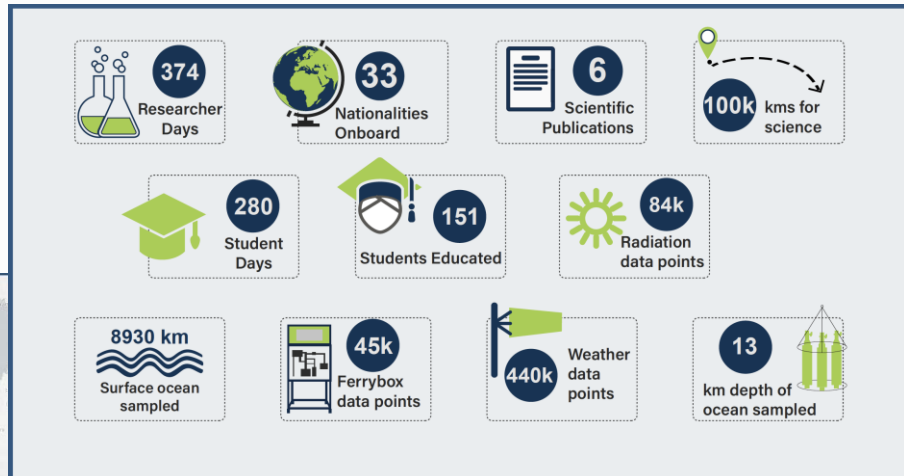 374
Researcher
Days
33
Nationalities
Onboard
6
Scientific
Publications
100k
kms for
science
280
Student
Days
151
Students Educated
84k
Radiation
data points
8930 km
Surface ocean
sampled
45k
Ferrybox
data points
440k
Weather
data
points
13
km depth of
ocean sampled